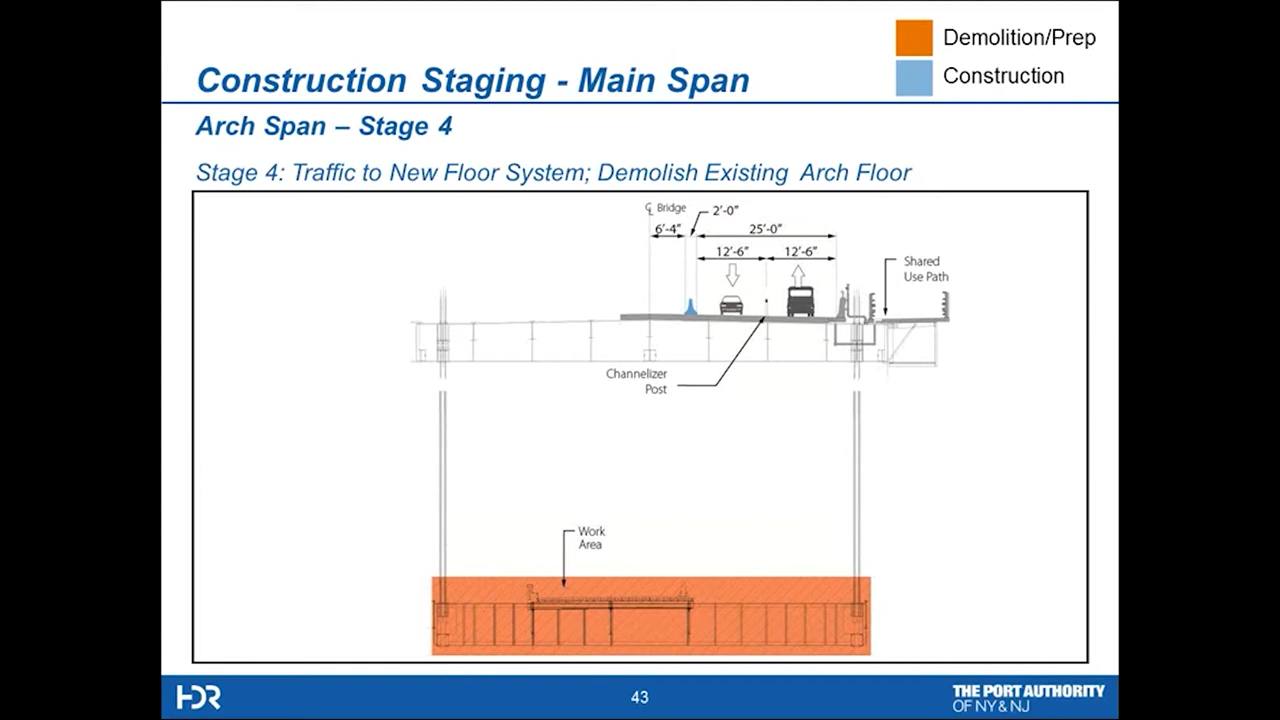 Demolition/Prep
Construction
Construction Staging - Main Span
Arch Span – Stage 4
Stage 4: Traffic to New Floor System; Demolish Existing Arch Floor
℄ Bridge
2'-0"
6'-4"
25'-0"
12'-6"
12'-6"
Shared
Use Path
Channelizer
Post
Work
Area
HDR
43
THE PORT AUTHORITY
OF NY & NJ